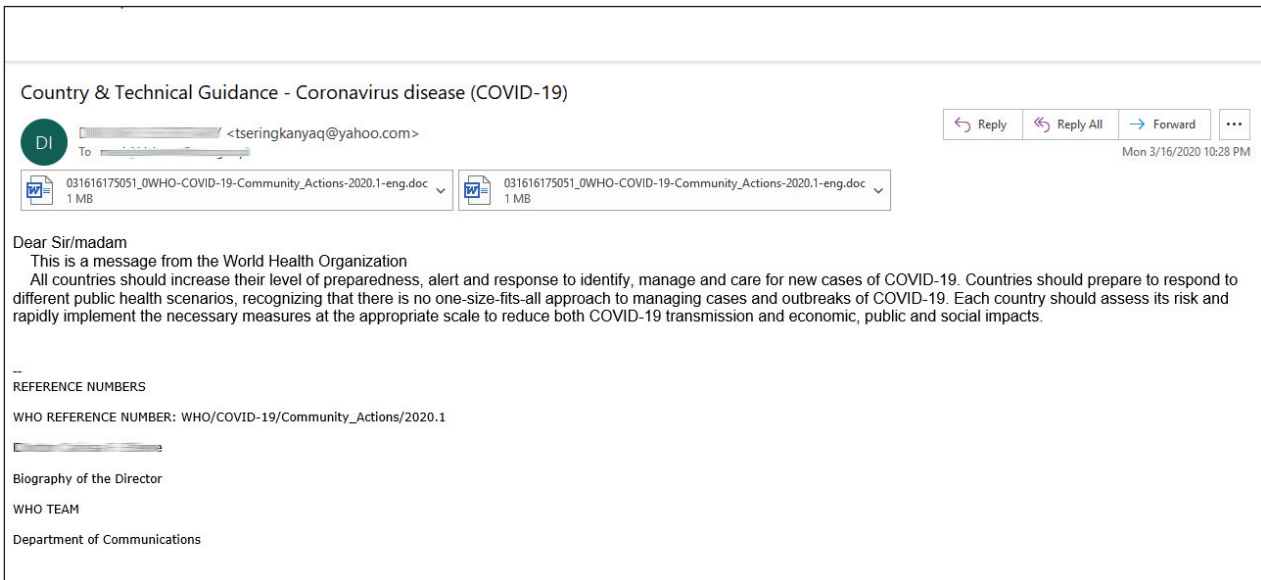 Country & Technical Guidance - Coronavirus disease (COVID-19)
DI
<tseringkanyaq@yahoo.com>
To
Reply
Reply All
Forward
Mon 3/16/2020 10:28 PM
031616175051_0WHO-COVID-19-Community_Actions-2020.1-eng.doc
1 MB
031616175051_0WHO-COVID-19-Community_Actions-2020.1-eng.doc
1 MB
Dear Sir/madam
This is a message from the World Health Organization
All countries should increase their level of preparedness, alert and response to identify, manage and care for new cases of COVID-19. Countries should prepare to respond to
different public health scenarios, recognizing that there is no one-size-fits-all approach to managing cases and outbreaks of COVID-19. Each country should assess its risk and
rapidly implement the necessary measures at the appropriate scale to reduce both COVID-19 transmission and economic, public and social impacts.
--
REFERENCE NUMBERS
WHO REFERENCE NUMBER: WHO/COVID-19/Community_Actions/2020.1
Biography of the Director
WHO TEAM
Department of Communications